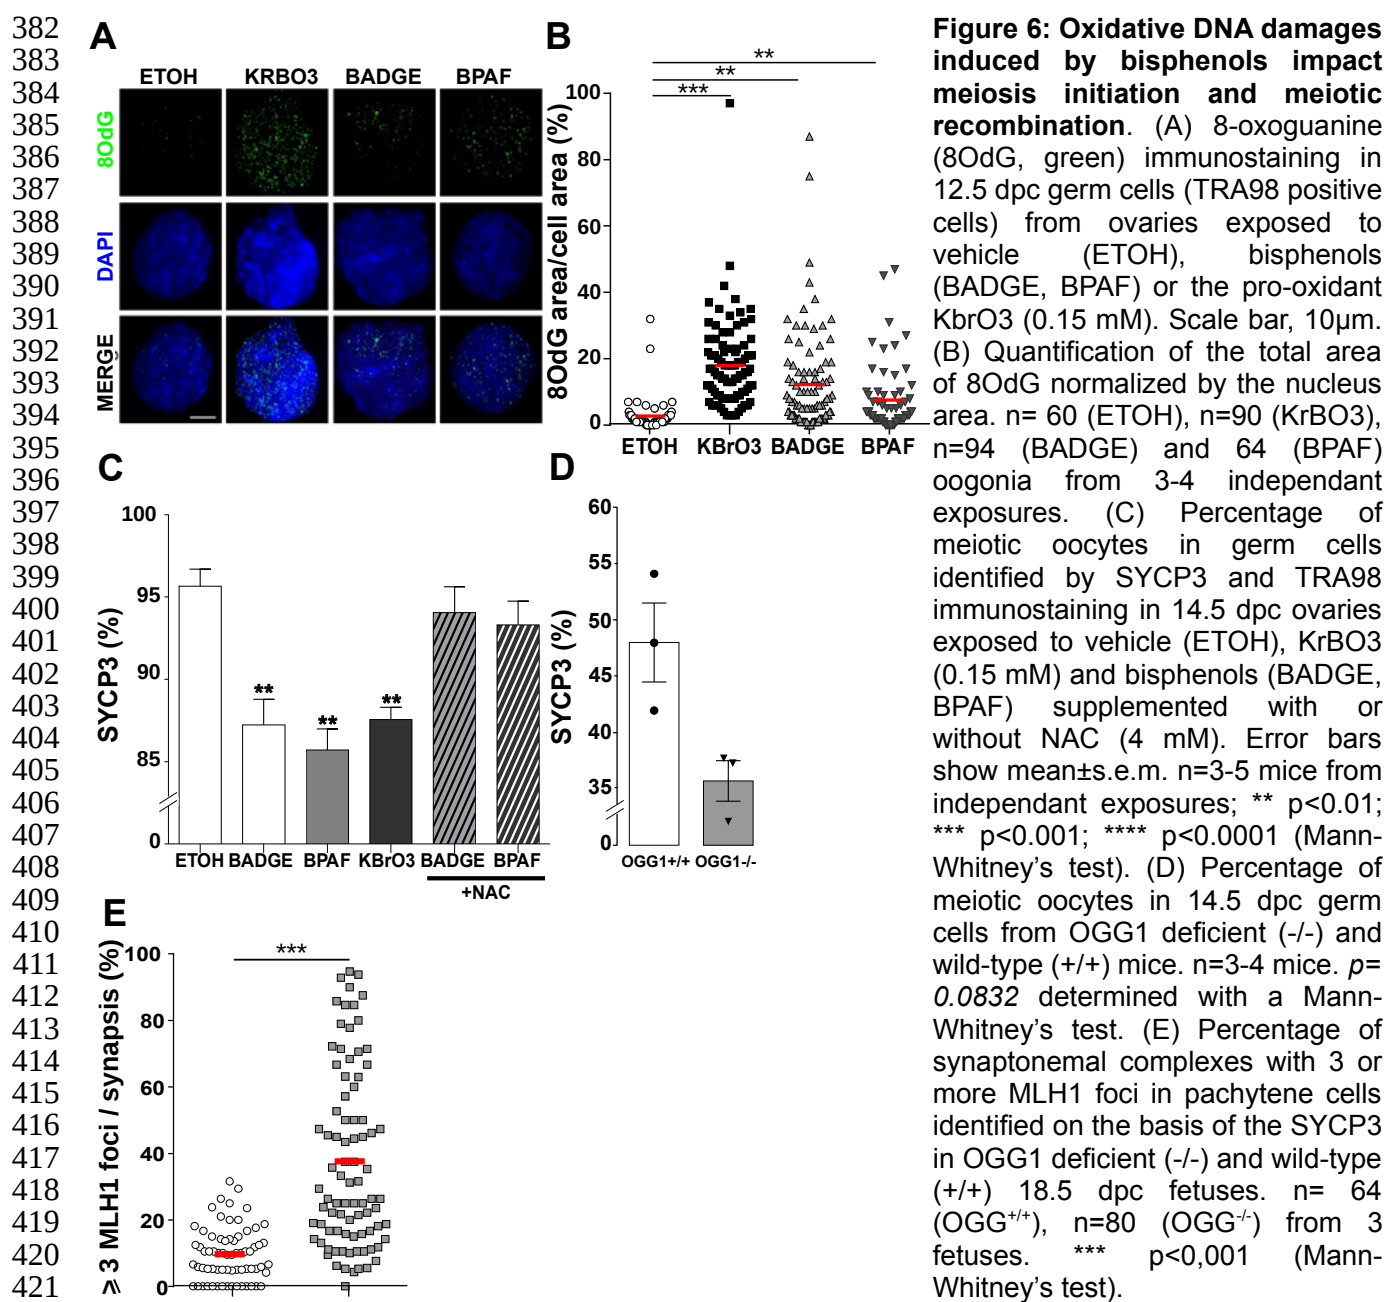 382
383
384
385
386
387
388
389
390
391
392
393
394
395
396
397
398
399
400
401
402
403
404
405
406
407
408
409
410
411
412
413
414
415
416
417
418
419
420
421
A
ETOH KRBO3 BADGE BPAF
8OdG
DAPI
MERGE
B
8OdG area/cell area (%)
100
80
60
40
20
0
***
**
**
ETOH KBrO3 BADGE BPAF
C
SYCP3 (%)
100
95
90
85
0
**
**
**
ETOH BADGE BPAF KBrO3 BADGE BPAF
+NAC
D
SYCP3 (%)
60
55
50
45
40
35
0
OGG1+/+ OGG1-/-
E
⩾ 3 MLH1 foci / synapsis (%)
100
80
60
40
20
0
***
Figure 6: Oxidative DNA damages
induced by bisphenols impact
meiosis initiation and meiotic
recombination. (A) 8-oxoguanine
(8OdG, green) immunostaining in
12.5 dpc germ cells (TRA98 positive
cells) from ovaries exposed to
vehicle (ETOH), bisphenols
(BADGE, BPAF) or the pro-oxidant
KbrO3 (0.15 mM). Scale bar, 10µm.
(B) Quantification of the total area
of 8OdG normalized by the nucleus
area. n= 60 (ETOH), n=90 (KrBO3),
n=94 (BADGE) and 64 (BPAF)
oogonia from 3-4 independant
exposures. (C) Percentage of
meiotic oocytes in germ cells
identified by SYCP3 and TRA98
immunostaining in 14.5 dpc ovaries
exposed to vehicle (ETOH), KrBO3
(0.15 mM) and bisphenols (BADGE,
BPAF) supplemented with or
without NAC (4 mM). Error bars
show mean±s.e.m. n=3-5 mice from
independant exposures; ** p<0.01;
*** p<0.001; **** p<0.0001 (Mann-
Whitney's test). (D) Percentage of
meiotic oocytes in 14.5 dpc germ
cells from OGG1 deficient (-/-) and
wild-type (+/+) mice. n=3-4 mice. p=
0.0832 determined with a Mann-
Whitney's test. (E) Percentage of
synaptonemal complexes with 3 or
more MLH1 foci in pachytene cells
identified on the basis of the SYCP3
in OGG1 deficient (-/-) and wild-type
(+/+) 18.5 dpc fetuses. n= 64
(OGG+/+), n=80 (OGG-/-) from 3
fetuses. *** p<0,001 (Mann-
Whitney's test).